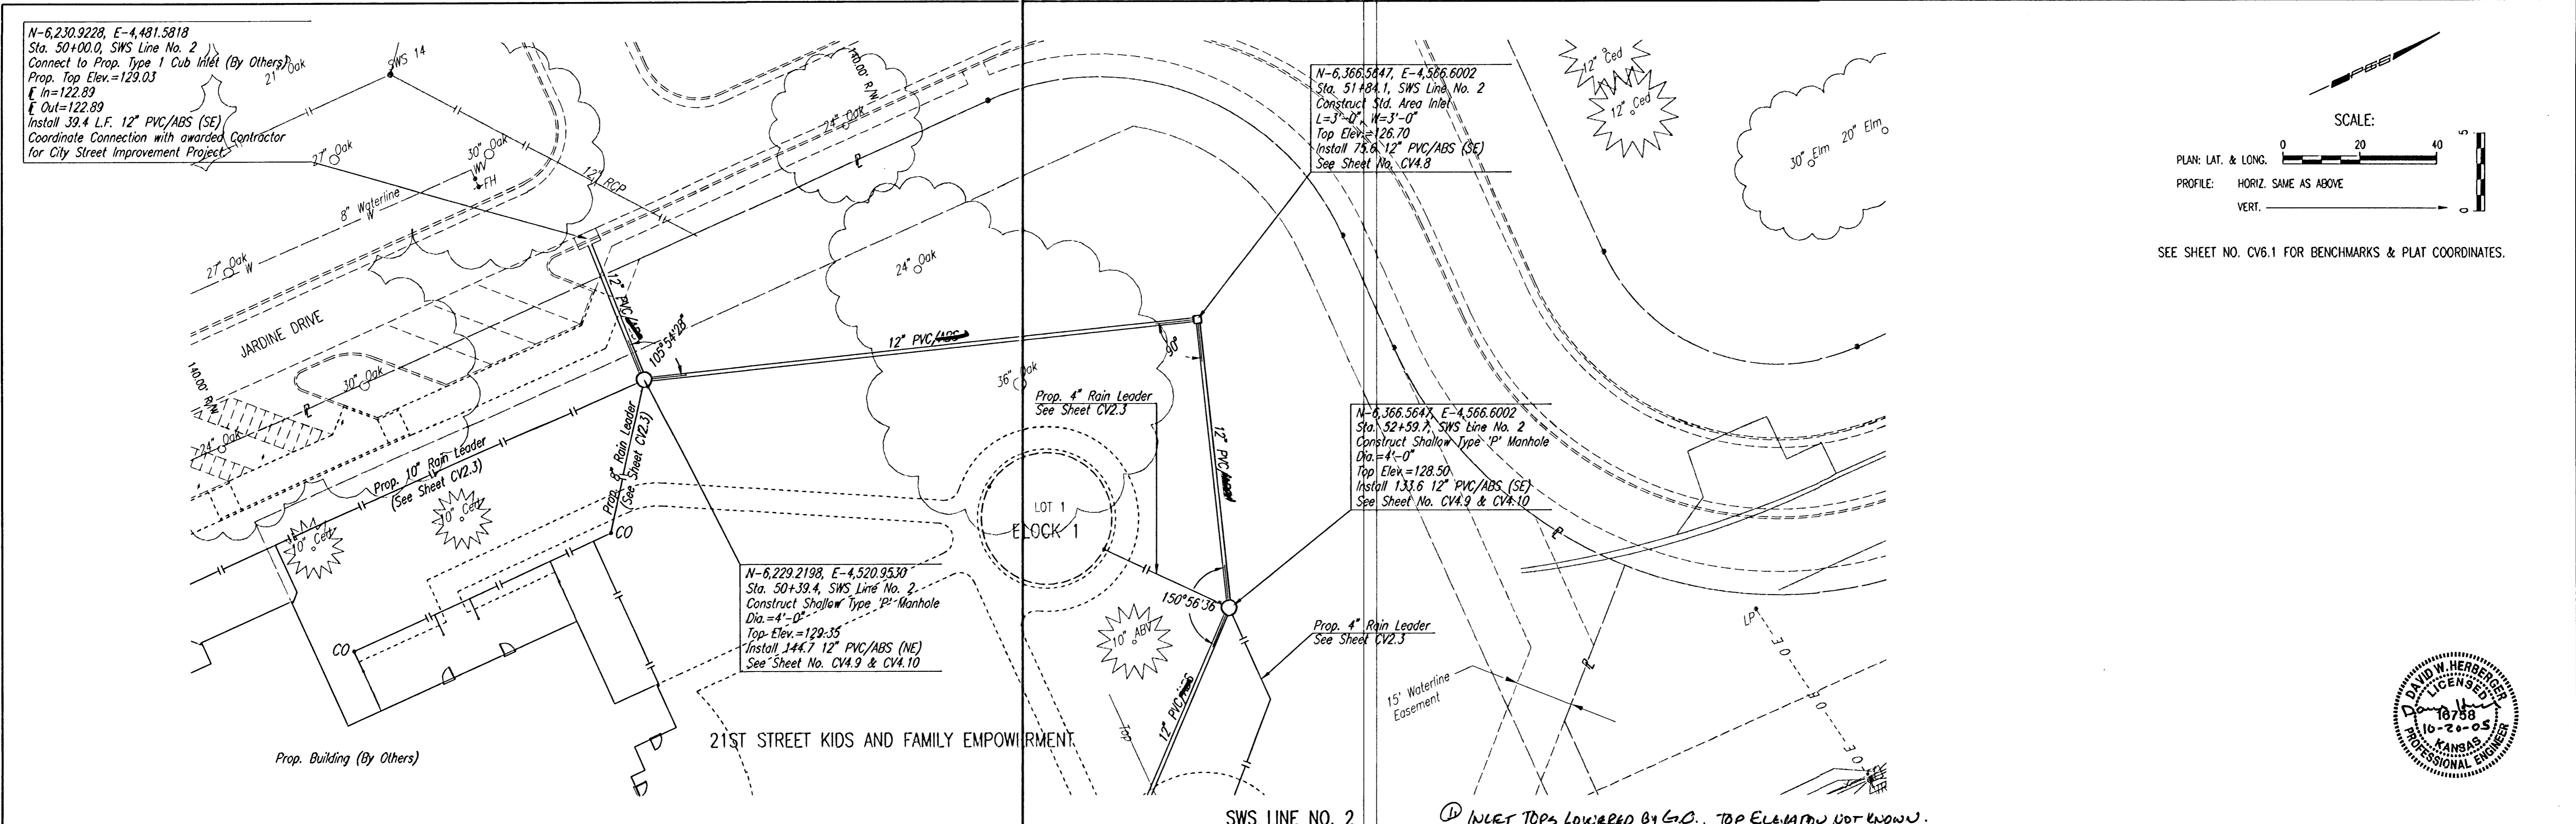 N-6,230.9228, E-4,481.5818
Sta. 50+00.0, SWS Line No. 2
Connect to Prop. Type 1 Cub Inlet (By Others)
Prop. Top Elev.=129.03
In=122.89
Out=122.89
Install 39.4 L.F. 12" PVC/ABS (SE)
Coordinate Connection with awarded Contractor
for City Street Improvement Project
21" Oak
SWS 14
27" Oak
30" Oak
WV
FH
12" RCP
8" Waterline
W
27" Oak
W
24" Oak
140.00' R/W
JARDINE DRIVE
140.00' R/W
30" Oak
24" Oak
12" PVC/ABS
105°54'28"
12" PVC/ABS
24" Oak
36" Oak
90°
N-6,366.5647, E-4,566.6002
Sta. 51+84.1, SWS Line No. 2
Construct Std. Area Inlet
L=3'-0", W=3'-0"
Top Elev.=126.70
Install 75.6 12" PVC/ABS (SE)
See Sheet No. CV4.8
12" Ced
12" Ced
30" Elm
20" Elm
SCALE:
PLAN: LAT. & LONG.
0 20 40
PROFILE: HORIZ. SAME AS ABOVE
VERT.
5
0
SEE SHEET NO. CV6.1 FOR BENCHMARKS & PLAT COORDINATES.
Prop. 4" Rain Leader
See Sheet CV2.3
12" PVC/
N-6,366.5647, E-4,566.6002
Sta. 52+59.7, SWS Line No. 2
Construct Shallow Type 'P' Manhole
Dia.=4'-0"
Top Elev.=128.50
Install 133.6 12" PVC/ABS (SE)
See Sheet No. CV4.9 & CV4.10
Prop. 10" Rain Leader
(See Sheet CV2.3)
Prop. 8" Rain Leader
(See Sheet CV2.3)
10" Ced
10" Ced
CO
CO
LOT 1
BLOCK 1
N-6,229.2198, E-4,520.9530
Sta. 50+39.4, SWS Line No. 2
Construct Shallow Type 'P' Manhole
Dia.=4'-0"
Top Elev.=129.35
Install 144.7 12" PVC/ABS (NE)
See Sheet No. CV4.9 & CV4.10
150°56'36
10" ABV
Prop. 4" Rain Leader
See Sheet CV2.3
12" PVC/
Top
15' Waterline
Easement
LP
OE
OE
OE
21ST STREET KIDS AND FAMILY EMPOWERMENT
Prop. Building (By Others)
DAVID W. HERBERGER
LICENSED
16758
10-20-05
KANSAS
PROFESSIONAL ENGINEER
SWS LINE NO. 2
① INLET TOPS LOWERED BY G.C.. TOP ELEVATION NOT KNOWN.